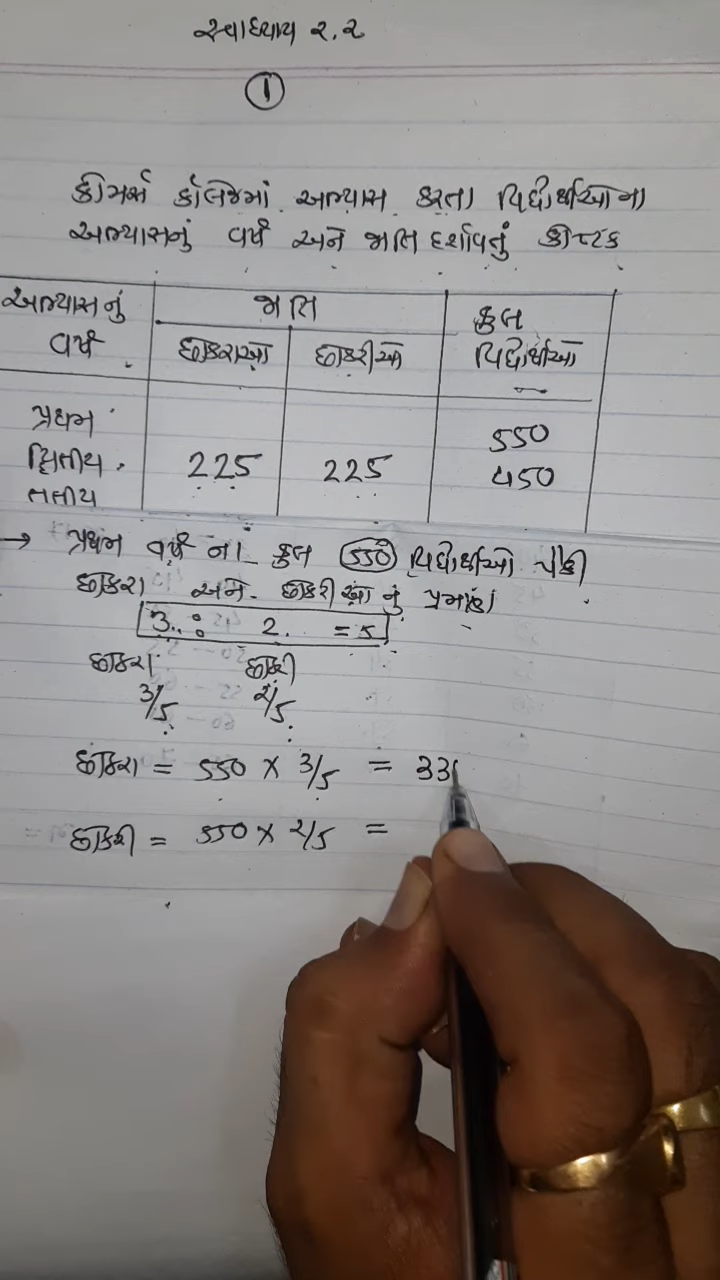 સ્વાધ્યાય ૨.૨
1
કોમર્સ કોલેજમાં અભ્યાસ કરતા વિદ્યાર્થીઓના
અભ્યાસનું વર્ષ અને જાતિ દર્શાવતું કોષ્ટક
અભ્યાસનું વર્ષ જાતિ કુલ વિદ્યાર્થીઓ
છોકરાઓ છોકરીઓ
પ્રથમ 550
દ્વિતીય 225 225 450
તૃતીય
→ પ્રથમ વર્ષ ના કુલ 550 વિદ્યાર્થીઓ પૈકી
છોકરા અને છોકરીઓ નું પ્રમાણ
3 : 2 = 5
છોકરા છોકરી
3/5 2/5
છોકરા = 550 × 3/5 = 33
છોકરી = 550 × 2/5 =